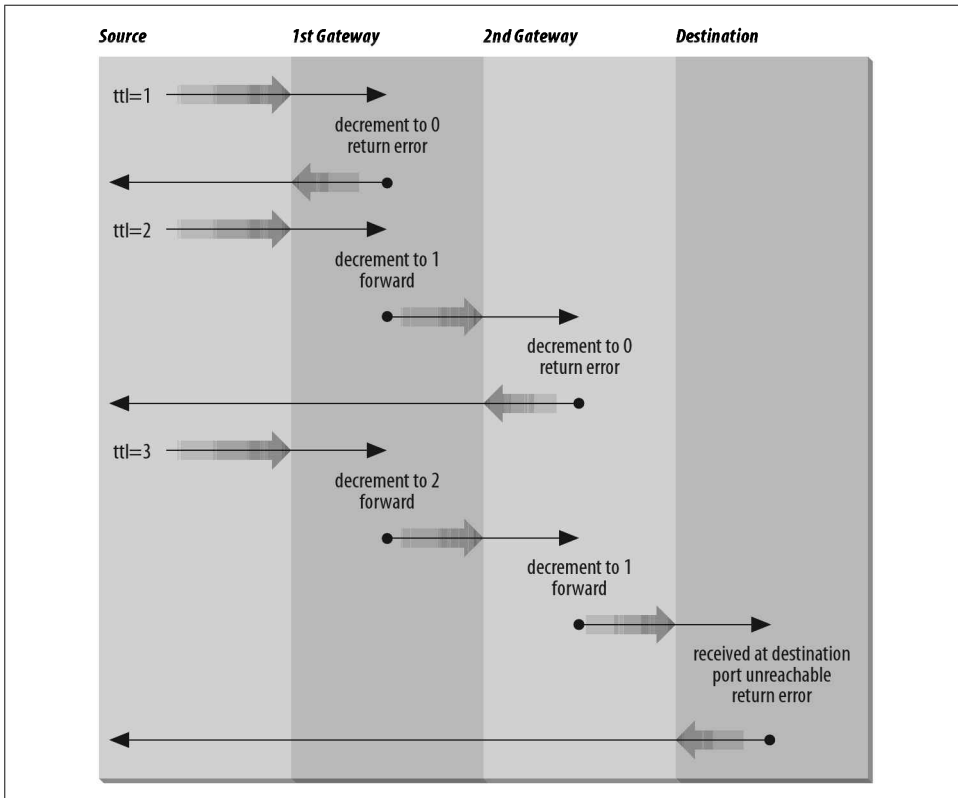 Source 1st Gateway 2nd Gateway Destination
ttl=1
decrement to 0
return error
ttl=2
decrement to 1
forward
decrement to 0
return error
ttl=3
decrement to 2
forward
decrement to 1
forward
received at destination
port unreachable
return error